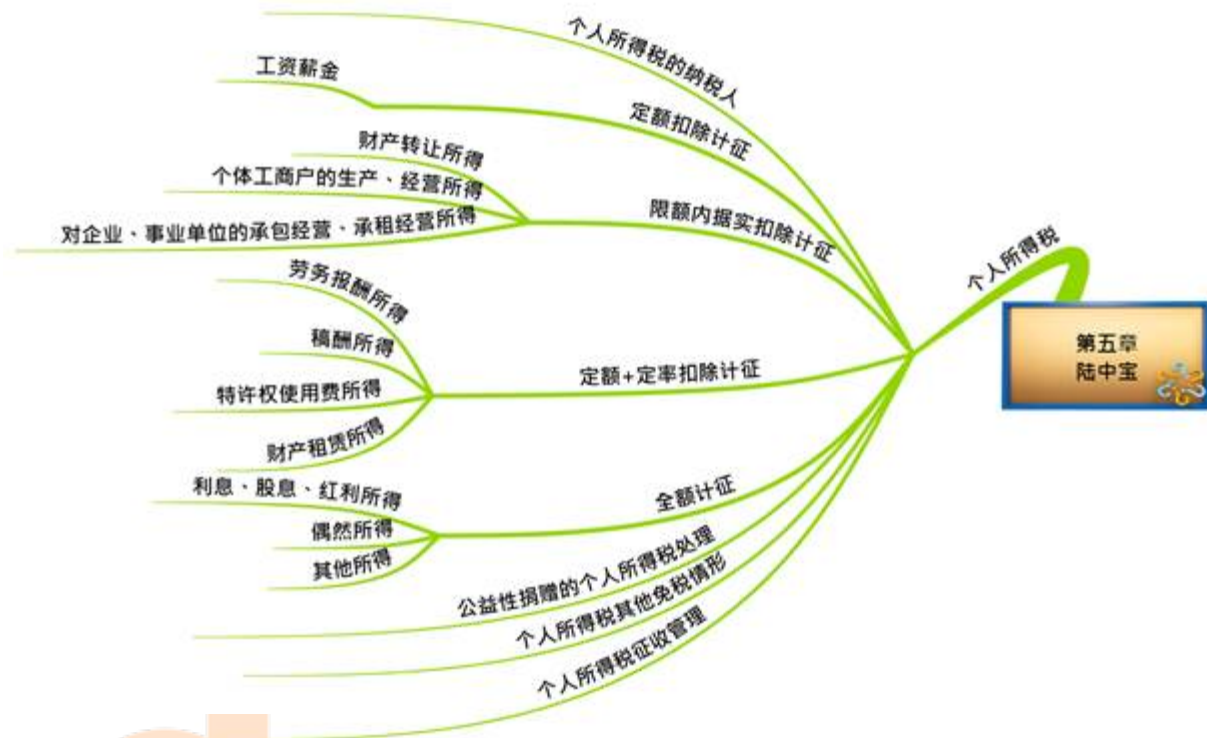 个人所得税的纳税人
工资薪金
定额扣除计征
财产转让所得
个体工商户的生产、经营所得
对企业、事业单位的承包经营、承租经营所得
限额内据实扣除计征
个人所得税
第五章
陆中宝
劳务报酬所得
稿酬所得
特许权使用费所得
财产租赁所得
定额+定率扣除计征
利息、股息、红利所得
偶然所得
其他所得
全额计征
公益性捐赠的个人所得税处理
个人所得税其他免税情形
个人所得税征收管理